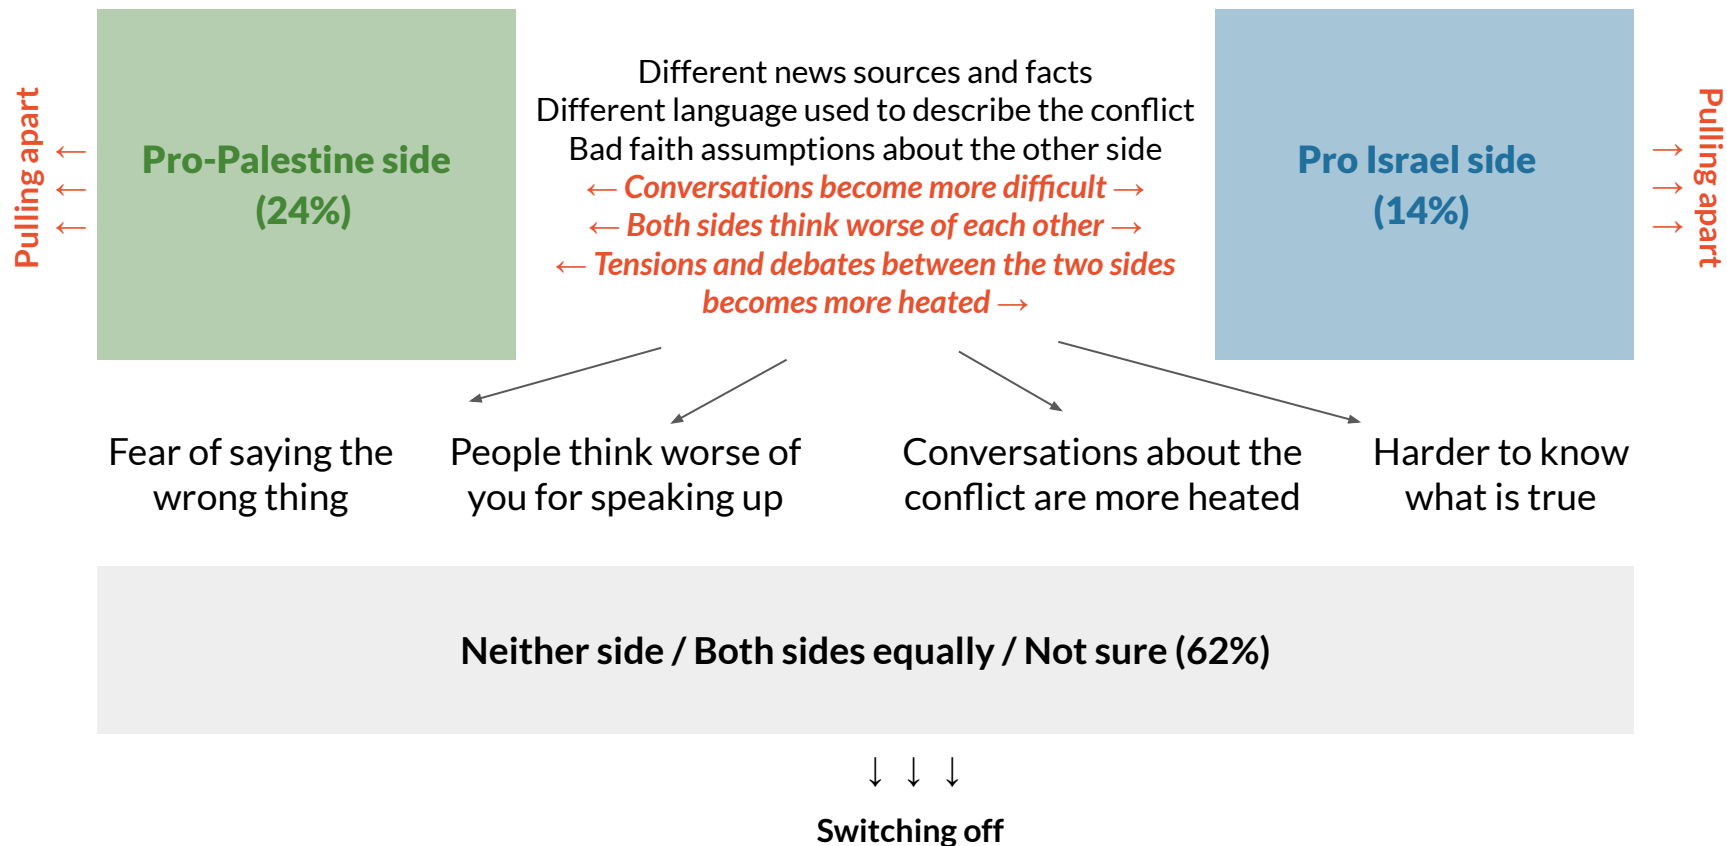 Pulling apart
← ← ←
Pro-Palestine side
(24%)
Different news sources and facts
Different language used to describe the conflict
Bad faith assumptions about the other side
← Conversations become more difficult →
← Both sides think worse of each other →
← Tensions and debates between the two sides
becomes more heated →
Pro Israel side
(14%)
→ → →
Pulling apart
Fear of saying the
wrong thing
People think worse of
you for speaking up
Conversations about the
conflict are more heated
Harder to know
what is true
Neither side / Both sides equally / Not sure (62%)
↓ ↓ ↓
Switching off